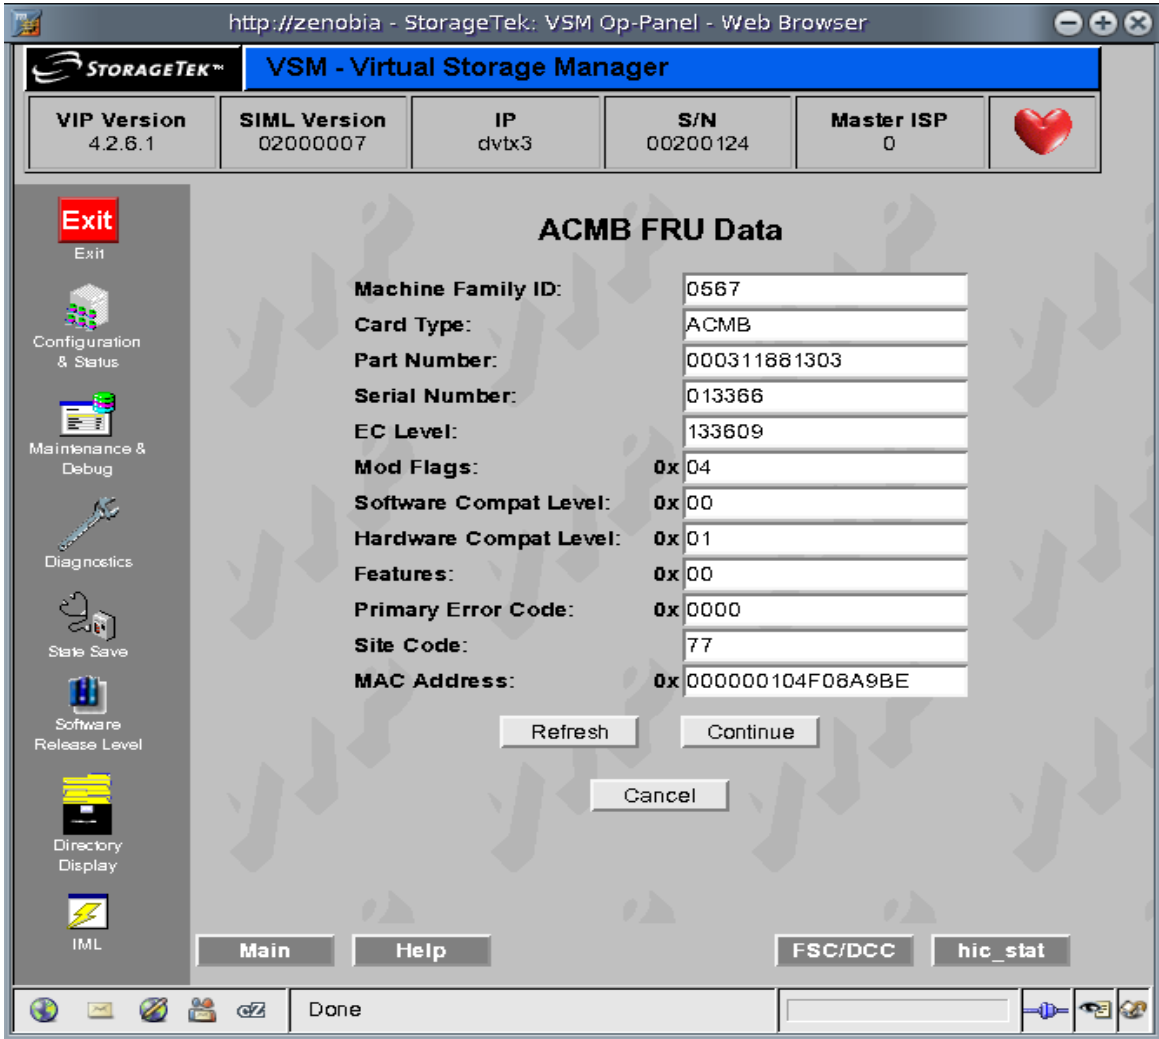 http://zenobia - StorageTek: VSM Op-Panel - Web Browser
STORAGETEK™ VSM - Virtual Storage Manager
VIP Version SIML Version IP S/N Master ISP
4.2.6.1 02000007 dvtx3 00200124 0
Exit
Exit
Configuration
& Status
Maintenance &
Debug
Diagnostics
State Save
Software
Release Level
Directory
Display
IML
ACMB FRU Data
Machine Family ID: 0567
Card Type: ACMB
Part Number: 000311881303
Serial Number: 013366
EC Level: 133609
Mod Flags: 0x 04
Software Compat Level: 0x 00
Hardware Compat Level: 0x 01
Features: 0x 00
Primary Error Code: 0x 0000
Site Code: 77
MAC Address: 0x 000000104F08A9BE
Refresh Continue
Cancel
Main Help FSC/DCC hic_stat
Done